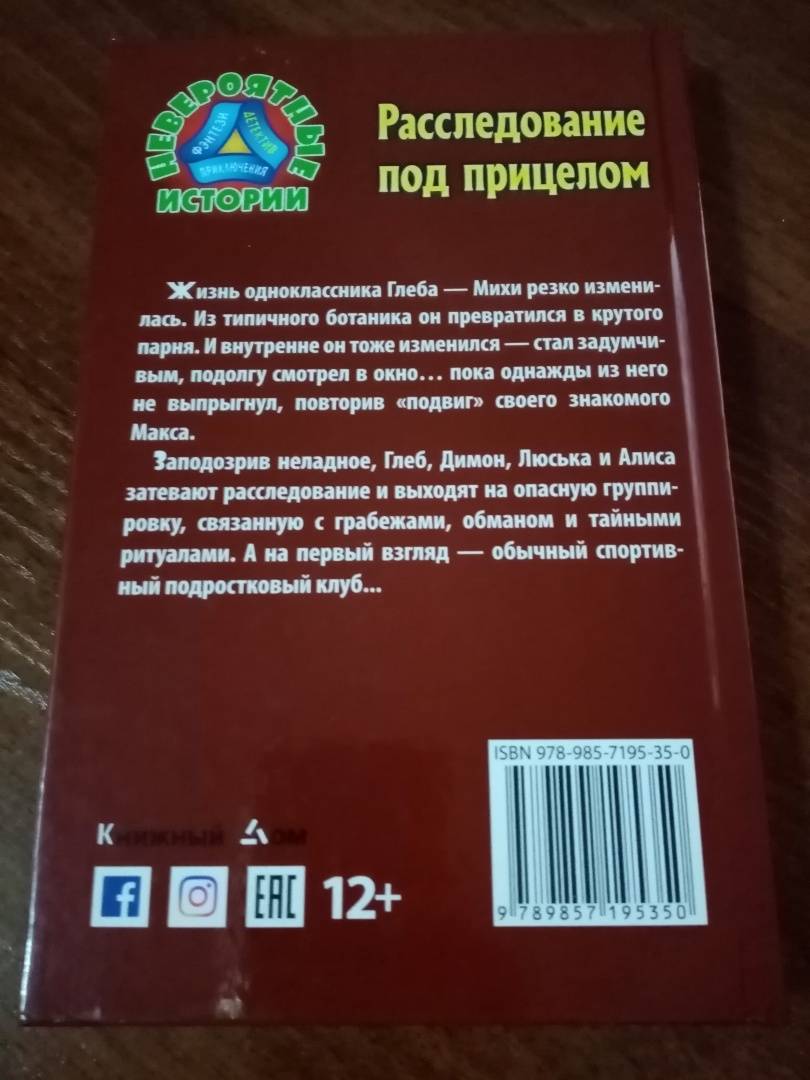 НЕВЕРОЯТНЫЕ
ФЭНТЕЗИ
ДЕТЕКТИВ
ПРИКЛЮЧЕНИЯ
ИСТОРИИ
Расследование
под прицелом
Жизнь одноклассника Глеба — Михи резко измени-
лась. Из типичного ботаника он превратился в крутого
парня. И внутренне он тоже изменился — стал задумчи-
вым, подолгу смотрел в окно... пока однажды из него
не выпрыгнул, повторив «подвиг» своего знакомого
Макса.
Заподозрив неладное, Глеб, Димон, Люська и Алиса
затевают расследование и выходят на опасную группи-
ровку, связанную с грабежами, обманом и тайными
ритуалами. А на первый взгляд — обычный спортив-
ный подростковый клуб...
ISBN 978-985-7195-35-0
9 789857 195350
Книжный Дом
f
EAC
12+